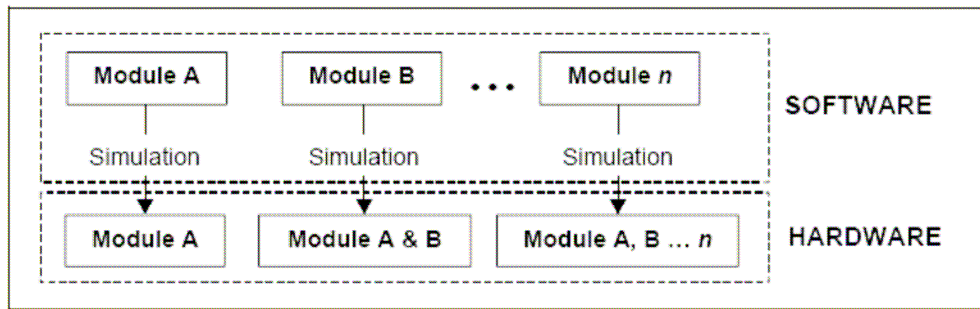 Module A
Module B
• • •
Module n
SOFTWARE
Simulation
Simulation
Simulation
Module A
Module A & B
Module A, B ... n
HARDWARE